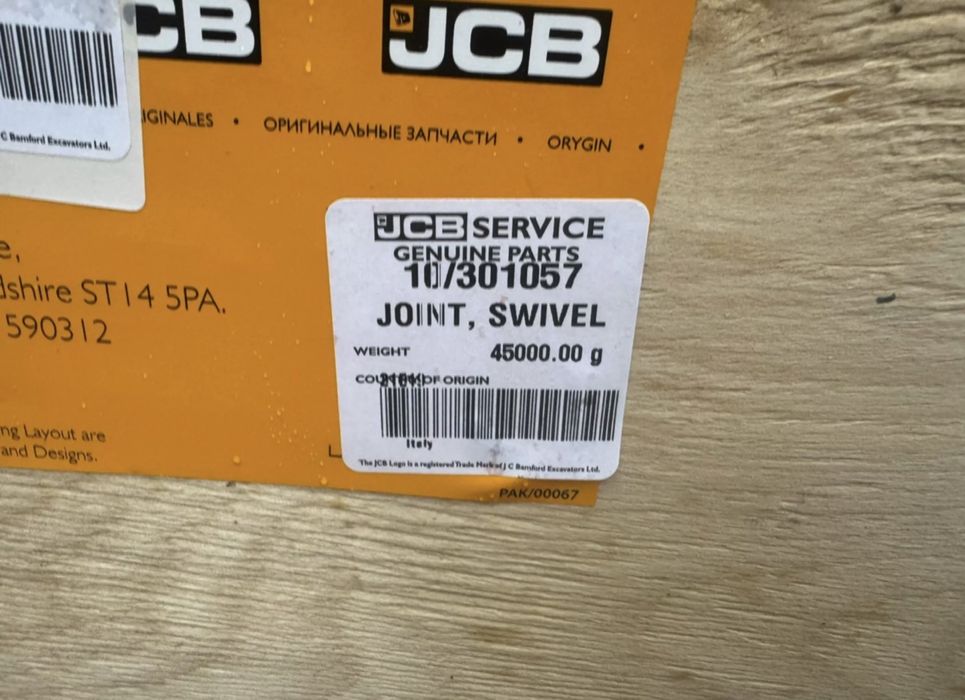 CB
JCB
IGINALES • ОРИГИНАЛЬНЫЕ ЗАПЧАСТИ • ORYGIN •
C Bamford Excavators Ltd.
e,
dshire ST14 5PA.
590312
ng Layout are
and Designs.
JCB SERVICE
GENUINE PARTS
10/301057
JOINT, SWIVEL
WEIGHT 45000.00 g
COUNTRY OF ORIGIN
Italy
The JCB Logo is a registered Trade Mark of J C Bamford Excavators Ltd.
PAK/00067